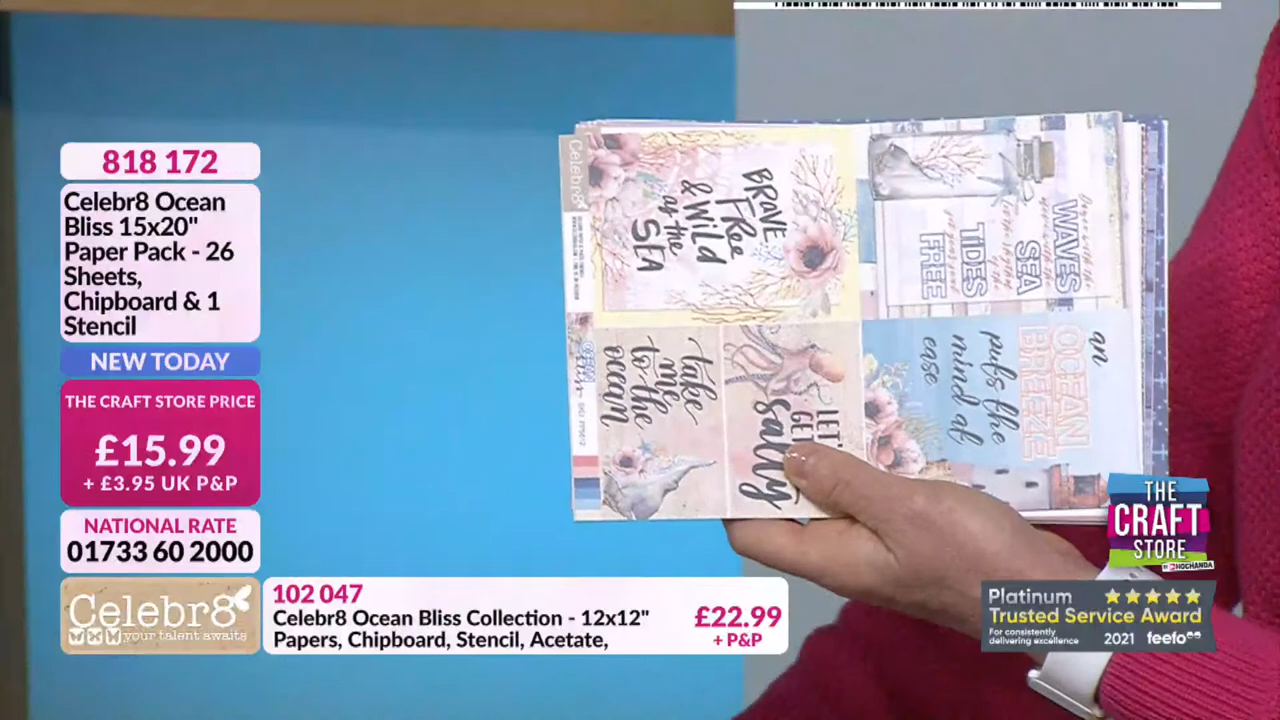 818 172
Celebr8 Ocean
Bliss 15x20"
Paper Pack - 26
Sheets,
Chipboard & 1
Stencil
NEW TODAY
THE CRAFT STORE PRICE
£15.99
+ £3.95 UK P&P
NATIONAL RATE
01733 60 2000
Celebr8
your talent awaits
102 047
Celebr8 Ocean Bliss Collection - 12x12"
Papers, Chipboard, Stencil, Acetate,
£22.99
+ P&P
Celebr8
BRAVE
FRee
& Wild
as the
SEA
WAVES
SEA
TIDES
FREE
take
me
to the
ocean
LET'S
GET
salty
an
OCEAN
BREEZE
puts the
mind at
ease
THE
CRAFT
STORE
BY HOCHANDA
Platinum
Trusted Service Award
For consistently
delivering excellence
2021 feefo